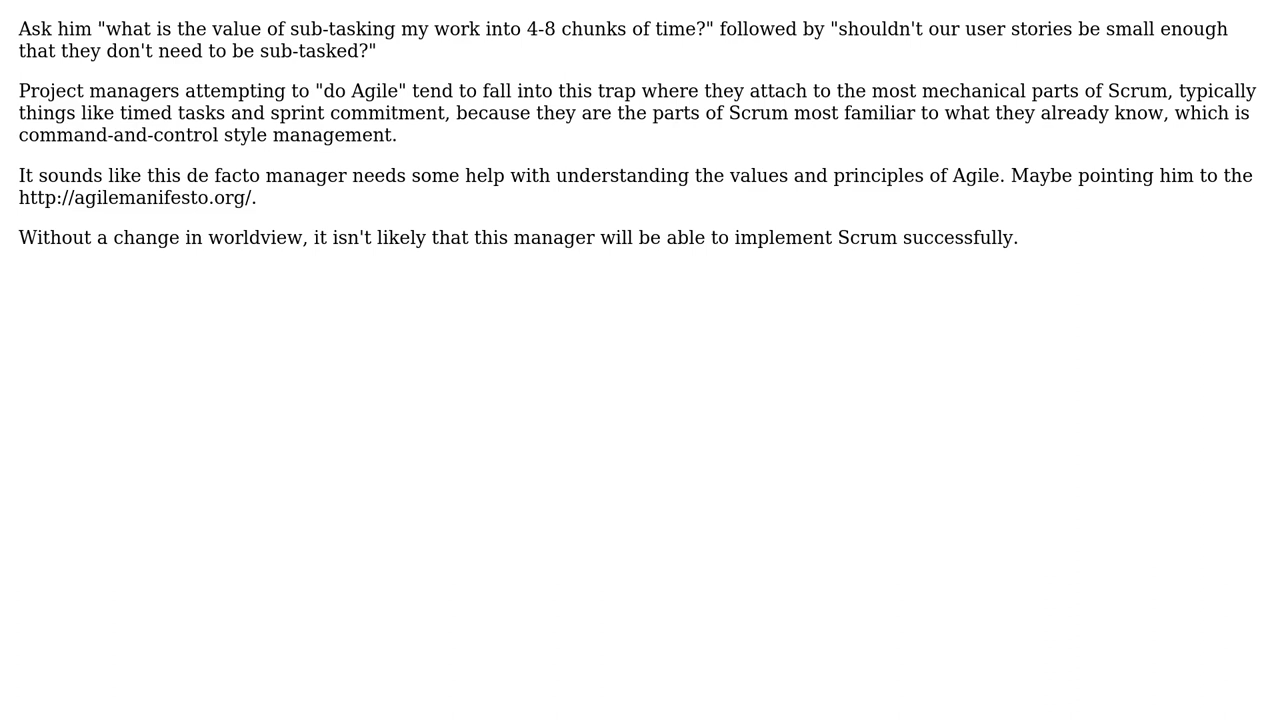 Ask him "what is the value of sub-tasking my work into 4-8 chunks of time?" followed by "shouldn't our user stories be small enough
that they don't need to be sub-tasked?"
Project managers attempting to "do Agile" tend to fall into this trap where they attach to the most mechanical parts of Scrum, typically
things like timed tasks and sprint commitment, because they are the parts of Scrum most familiar to what they already know, which is
command-and-control style management.
It sounds like this de facto manager needs some help with understanding the values and principles of Agile. Maybe pointing him to the
http://agilemanifesto.org/.
Without a change in worldview, it isn't likely that this manager will be able to implement Scrum successfully.